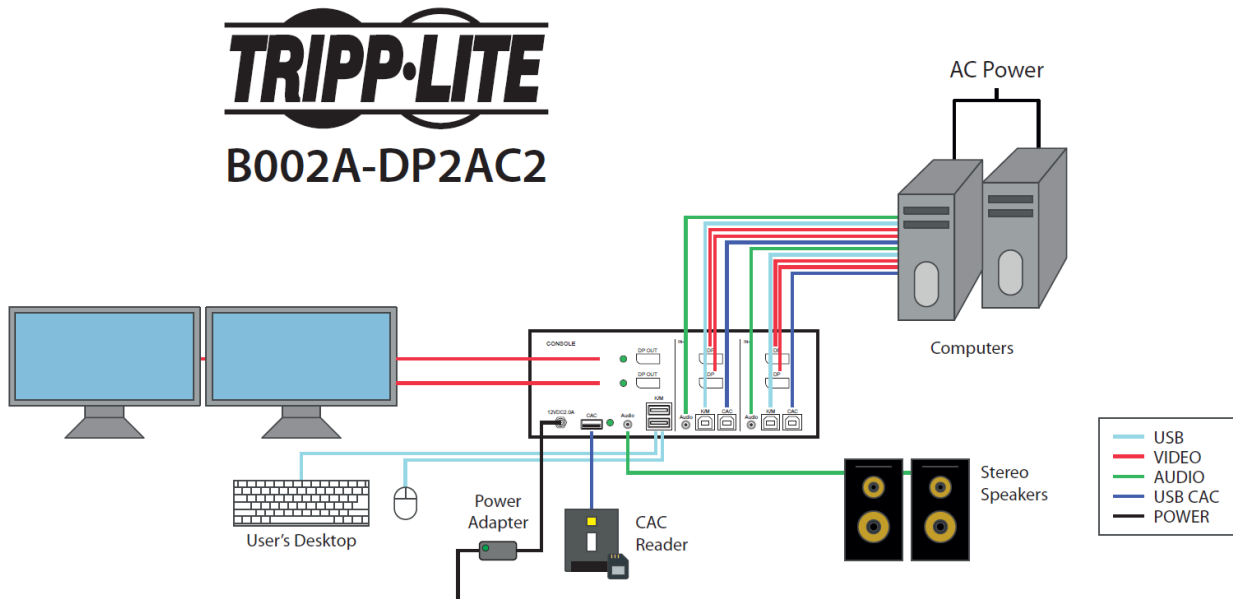 TRIPP·LITE
B002A-DP2AC2
AC Power
Computers
CONSOLE
DP OUT
DP
DP
DP OUT
DP
DP
12VDC2.0A
CAC
Audio
K/M
Audio
K/M
CAC
Audio
K/M
CAC
User's Desktop
Power
Adapter
CAC
Reader
Stereo
Speakers
USB
VIDEO
AUDIO
USB CAC
POWER